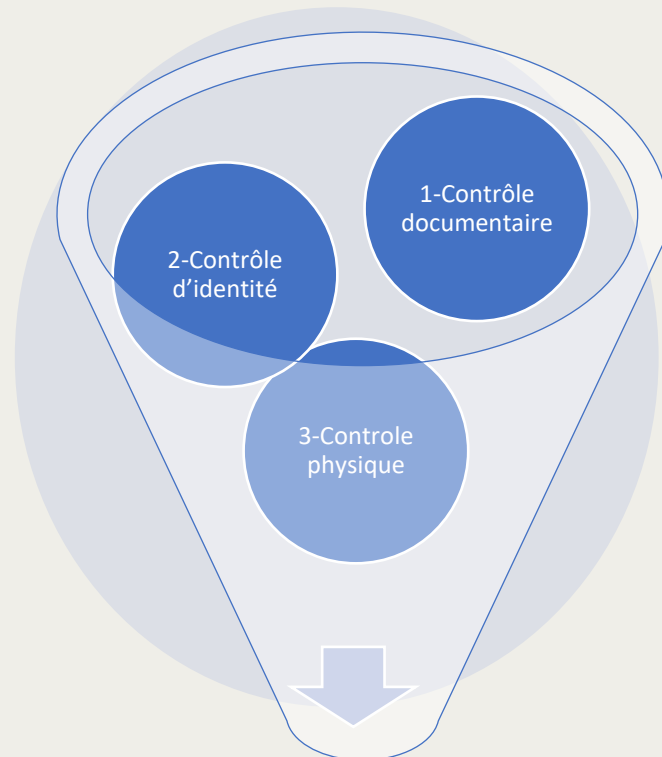 1-Contrôle
documentaire
2-Contrôle
d’identité
3-Controle
physique